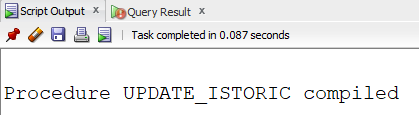 Script Output x Query Result x
Task completed in 0.087 seconds
Procedure UPDATE_ISTORIC compiled